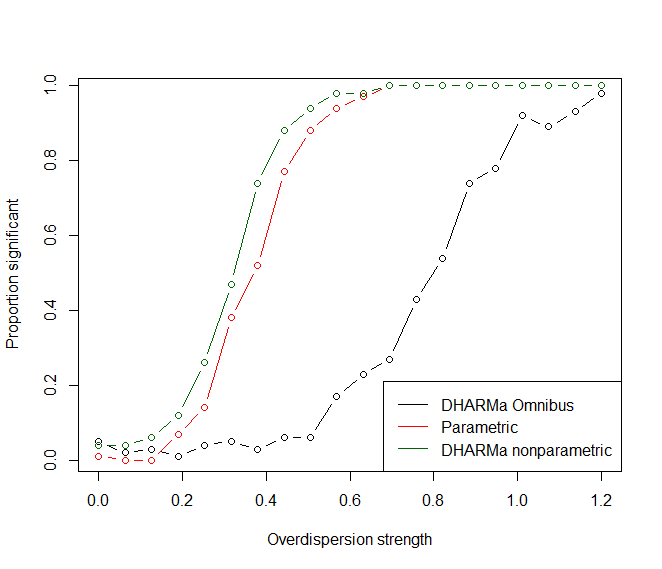 Proportion significant
1.0
0.8
0.6
0.4
0.2
0.0
DHARMa Omnibus
Parametric
DHARMa nonparametric
0.0 0.2 0.4 0.6 0.8 1.0 1.2
Overdispersion strength